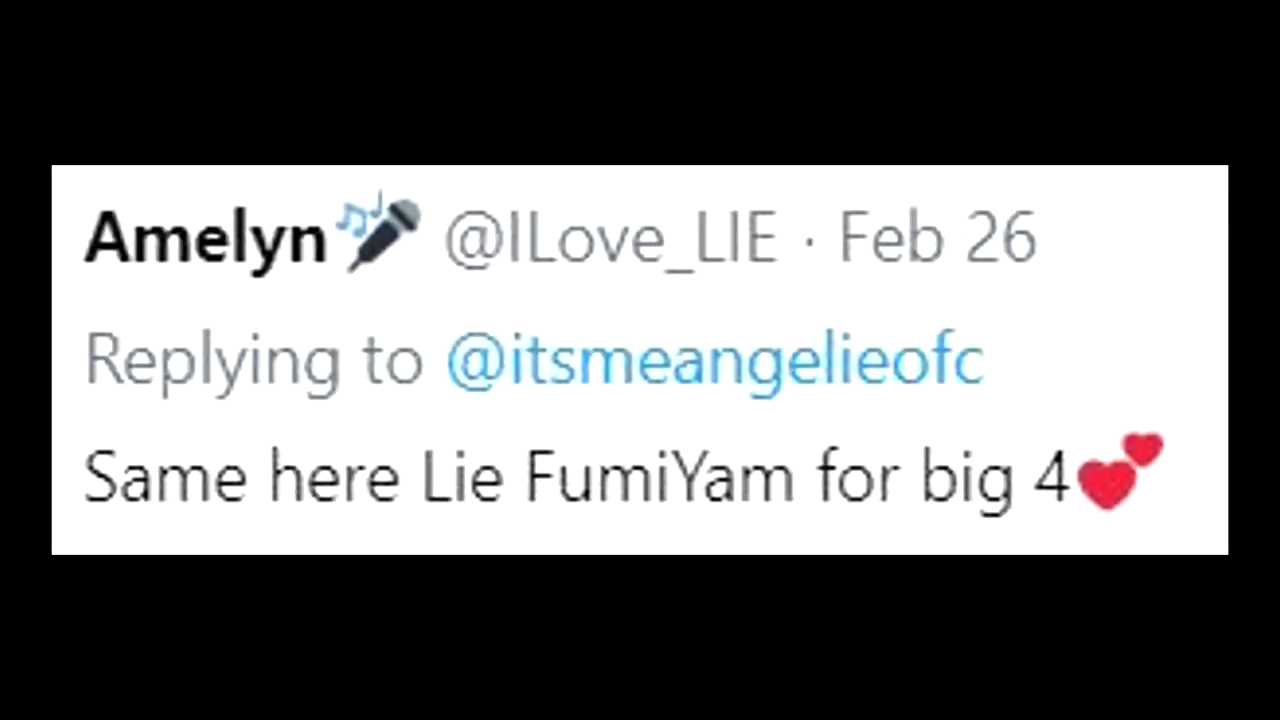 Amelyn🎶🎤 @ILove_LIE · Feb 26
Replying to @itsmeangelieofc
Same here Lie FumiYam for big 4💕